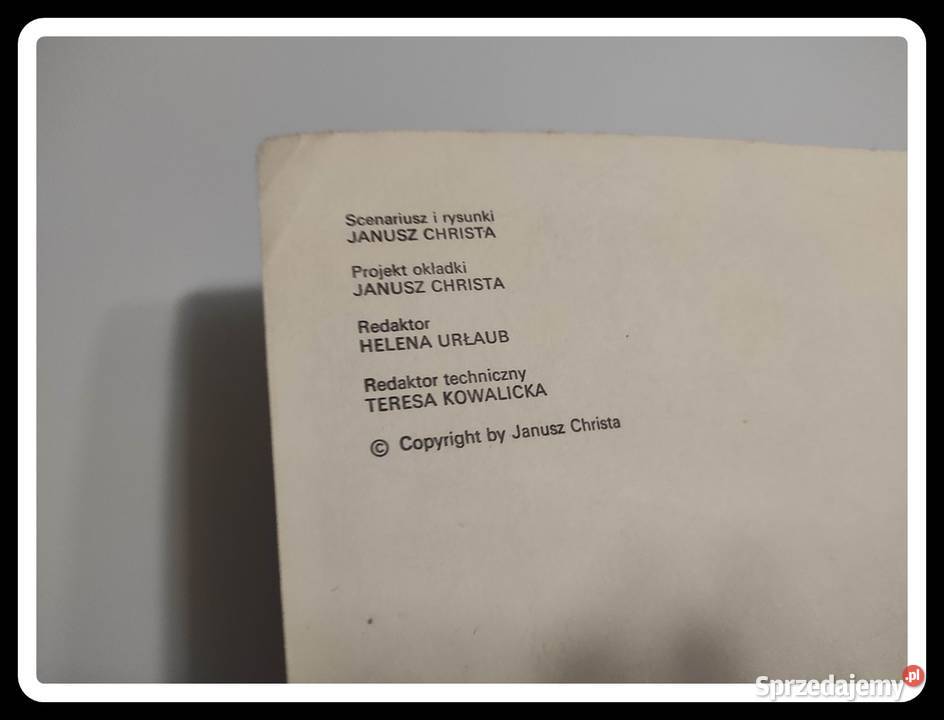 Scenariusz i rysunki
JANUSZ CHRISTA
Projekt okładki
JANUSZ CHRISTA
Redaktor
HELENA URŁAUB
Redaktor techniczny
TERESA KOWALICKA
© Copyright by Janusz Christa
Sprzedajemy.pl